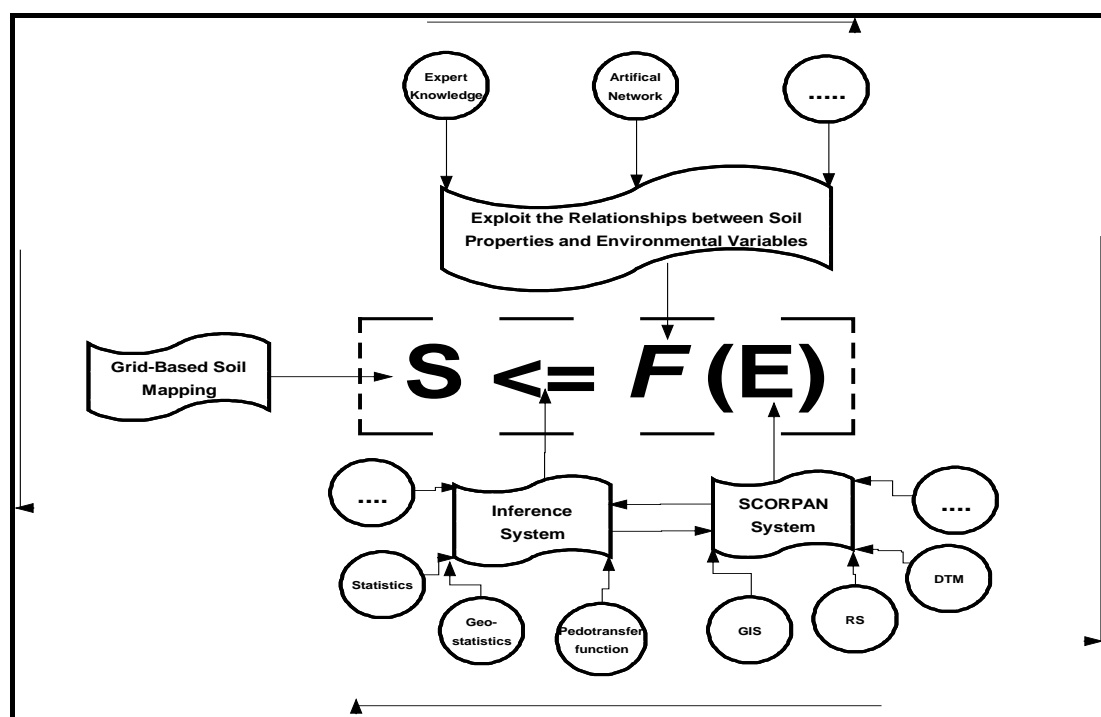 Expert
Knowledge
Artifical
Network
.....
Exploit the Relationships between Soil
Properties and Environmental Variables
Grid-Based Soil
Mapping
S <= F (E)
....
Inference
System
SCORPAN
System
....
Statistics
Geo-
statistics
Pedotransfer
function
GIS
RS
DTM